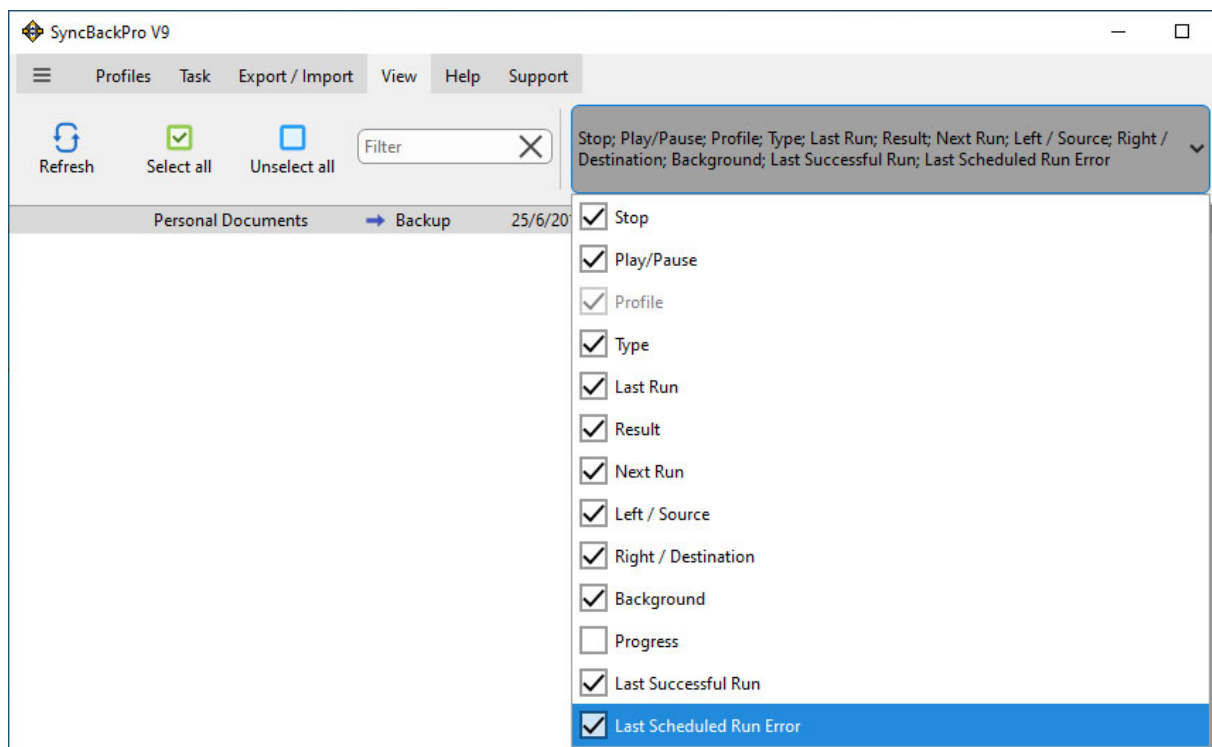 SyncBackPro V9
Profiles Task Export / Import View Help Support
Refresh
Select all
Unselect all
Filter
Stop; Play/Pause; Profile; Type; Last Run; Result; Next Run; Left / Source; Right /
Destination; Background; Last Successful Run; Last Scheduled Run Error
Personal Documents Backup 25/6/20
Stop
Play/Pause
Profile
Type
Last Run
Result
Next Run
Left / Source
Right / Destination
Background
Progress
Last Successful Run
Last Scheduled Run Error